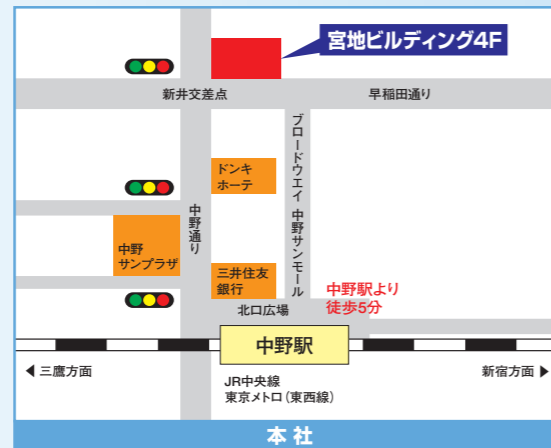 宮地ビルディング4F
新井交差点
早稲田通り
ドンキ
ホーテ
ブロードウエイ 中野サンモール
中野通り
中野
サンプラザ
三井住友
銀行
中野駅より
徒歩5分
北口広場
中野駅
◀ 三鷹方面
新宿方面 ▶
JR中央線
東京メトロ（東西線）
本社